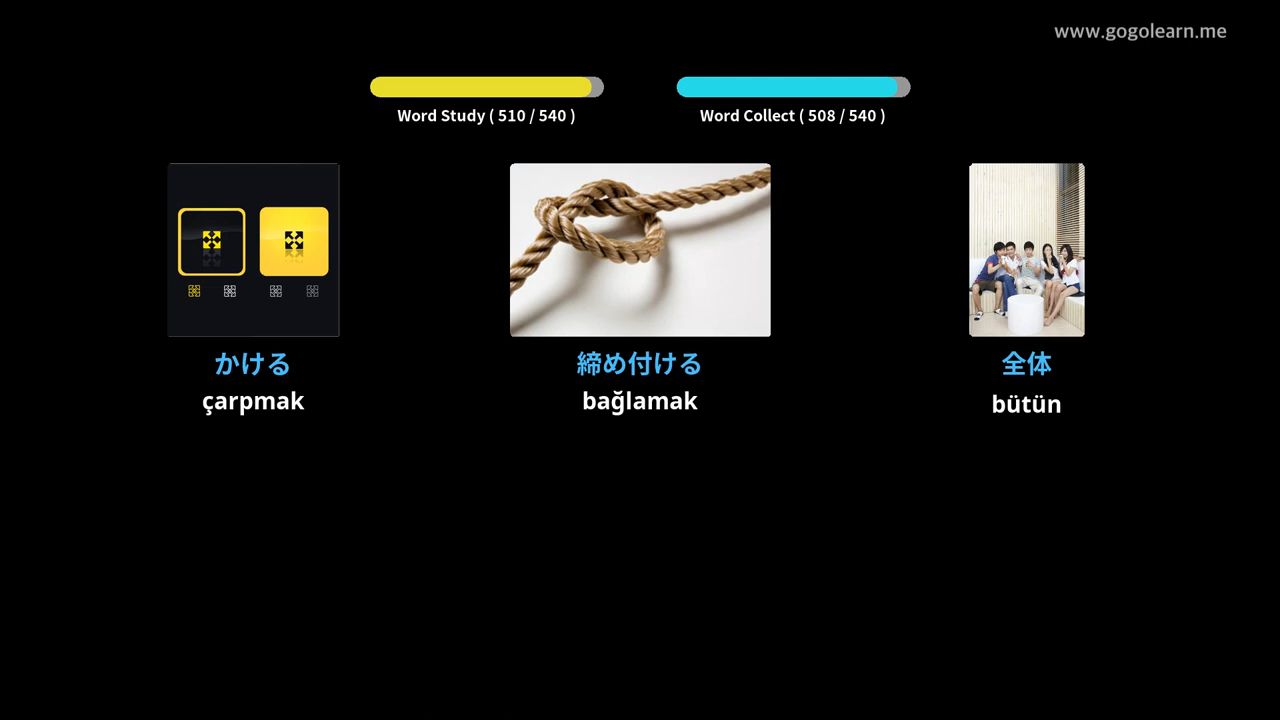 www.gogolearn.me
Word Study ( 510 / 540 )
Word Collect ( 508 / 540 )
かける
çarpmak
締め付ける
bağlamak
全体
bütün